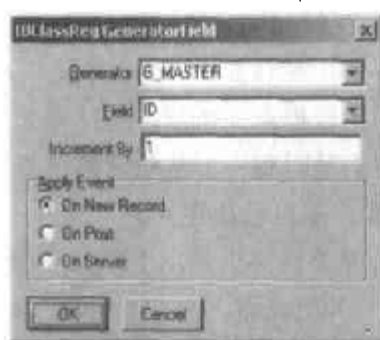 IBClassReg GeneratorField
Generator G_MASTER
Field ID
Increment By 1
Apply Event
On New Record
On Post
On Server
OK Cancel